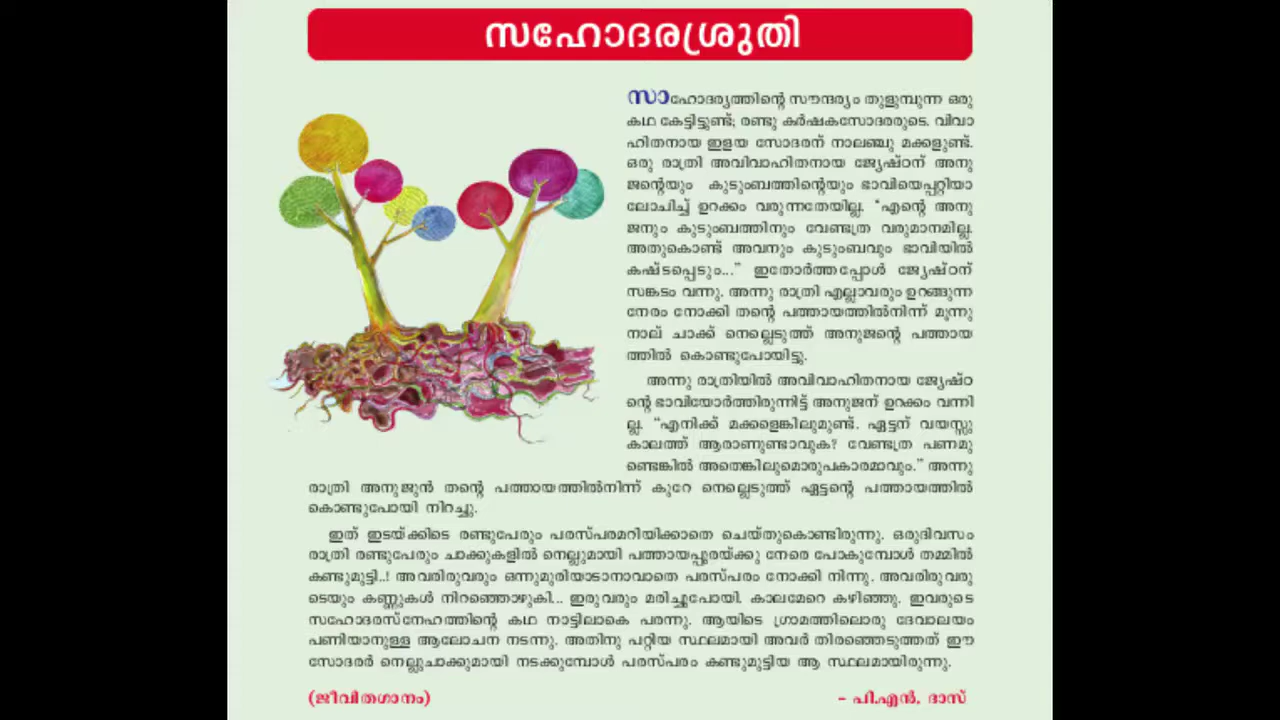 സഹോദരശ്രുതി
സാഹോദര്യത്തിന്റെ സൗന്ദര്യം തുളുമ്പുന്ന ഒരു
കഥ കേട്ടിട്ടുണ്ട്; രണ്ടു കർഷകസോദരരുടെ. വിവാ
ഹിതനായ ഇളയ സോദരന് നാലഞ്ചു മക്കളുണ്ട്.
ഒരു രാത്രി അവിവാഹിതനായ ജ്യേഷ്ഠന് അനു
ജന്റെയും കുടുംബത്തിന്റെയും ഭാവിയെപ്പറ്റിയാ
ലോചിച്ച് ഉറക്കം വരുന്നതേയില്ല. “എന്റെ അനു
ജനും കുടുംബത്തിനും വേണ്ടത്ര വരുമാനമില്ല.
അതുകൊണ്ട് അവനും കുടുംബവും ഭാവിയിൽ
കഷ്ടപ്പെടും...” ഇതോർത്തപ്പോൾ ജ്യേഷ്ഠന്
സങ്കടം വന്നു. അന്നു രാത്രി എല്ലാവരും ഉറങ്ങുന്ന
നേരം നോക്കി തന്റെ പത്തായത്തിൽനിന്ന് മൂന്നു
നാല് ചാക്ക് നെല്ലെടുത്ത് അനുജന്റെ പത്തായ
ത്തിൽ കൊണ്ടുപോയിട്ടു.
അന്നു രാത്രിയിൽ അവിവാഹിതനായ ജ്യേഷ്ഠ
ന്റെ ഭാവിയോർത്തിരുന്നിട്ട് അനുജന് ഉറക്കം വന്നി
ല്ല. “എനിക്ക് മക്കളെങ്കിലുമുണ്ട്. ഏട്ടന് വയസ്സു
കാലത്ത് ആരാണുണ്ടാവുക? വേണ്ടത്ര പണമു
ണ്ടെങ്കിൽ അതെങ്കിലുമൊരുപകാരമാവും.” അന്നു
രാത്രി അനുജൻ തന്റെ പത്തായത്തിൽനിന്ന് കുറേ നെല്ലെടുത്ത് ഏട്ടന്റെ പത്തായത്തിൽ
കൊണ്ടുപോയി നിറച്ചു.
ഇത് ഇടയ്ക്കിടെ രണ്ടുപേരും പരസ്പരമറിയിക്കാതെ ചെയ്തുകൊണ്ടിരുന്നു. ഒരുദിവസം
രാത്രി രണ്ടുപേരും ചാക്കുകളിൽ നെല്ലുമായി പത്തായപ്പുരയ്ക്കു നേരെ പോകുമ്പോൾ തമ്മിൽ
കണ്ടുമുട്ടി..! അവരിരുവരും ഒന്നുമുരിയാടാനാവാതെ പരസ്പരം നോക്കി നിന്നു. അവരിരുവരു
ടെയും കണ്ണുകൾ നിറഞ്ഞൊഴുകി... ഇരുവരും മരിച്ചുപോയി. കാലമേറെ കഴിഞ്ഞു. ഇവരുടെ
സഹോദരസ്നേഹത്തിന്റെ കഥ നാട്ടിലാകെ പരന്നു. ആയിടെ ഗ്രാമത്തിലൊരു ദേവാലയം
പണിയാനുള്ള ആലോചന നടന്നു. അതിനു പറ്റിയ സ്ഥലമായി അവർ തിരഞ്ഞെടുത്തത് ഈ
സോദരർ നെല്ലുചാക്കുമായി നടക്കുമ്പോൾ പരസ്പരം കണ്ടുമുട്ടിയ ആ സ്ഥലമായിരുന്നു.
(ജീവിതഗാനം) – പി.എൻ. ദാസ്